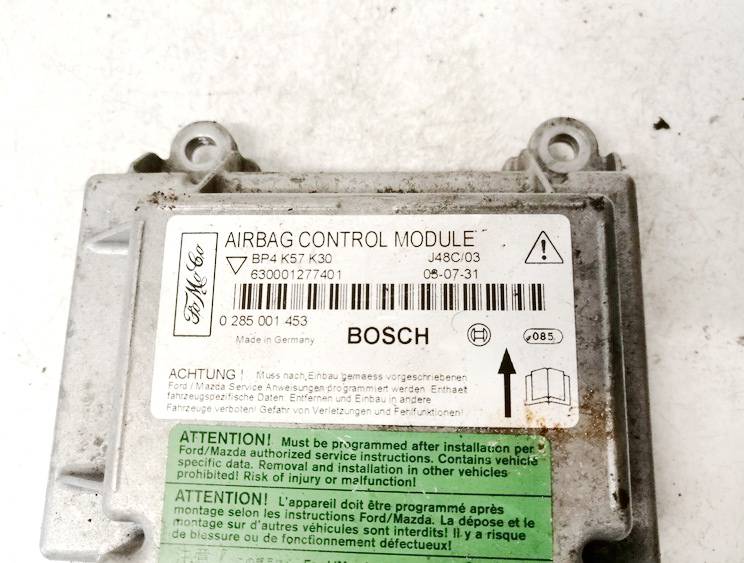 FoMoCo
AIRBAG CONTROL MODULE
BP4 K57 K30 J48C/03
630001277401 03-07-31
0 285 001 453
BOSCH
085
Made in Germany
ACHTUNG ! Muss nach Einbau gemaess vorgeschriebenen
Ford / Mazda Service Anweisungen programmiert werden. Enthaelt
fahrzeugspezifische Daten. Entfernen und Einbau in andere
Fahrzeuge verboten! Gefahr von Verletzungen und Fehlfunktionen!
ATTENTION! Must be programmed after installation per
Ford/Mazda authorized service instructions. Contains vehicle
specific data. Removal and installation in other vehicles
prohibited! Risk of injury or malfunction!
ATTENTION! L'appareil doit être programmé après
montage selon les instructions Ford/Mazda. La dépose et le
montage sur d'autres véhicules sont interdits! Il y a risque
de blessure ou de fonctionnement défectueux!